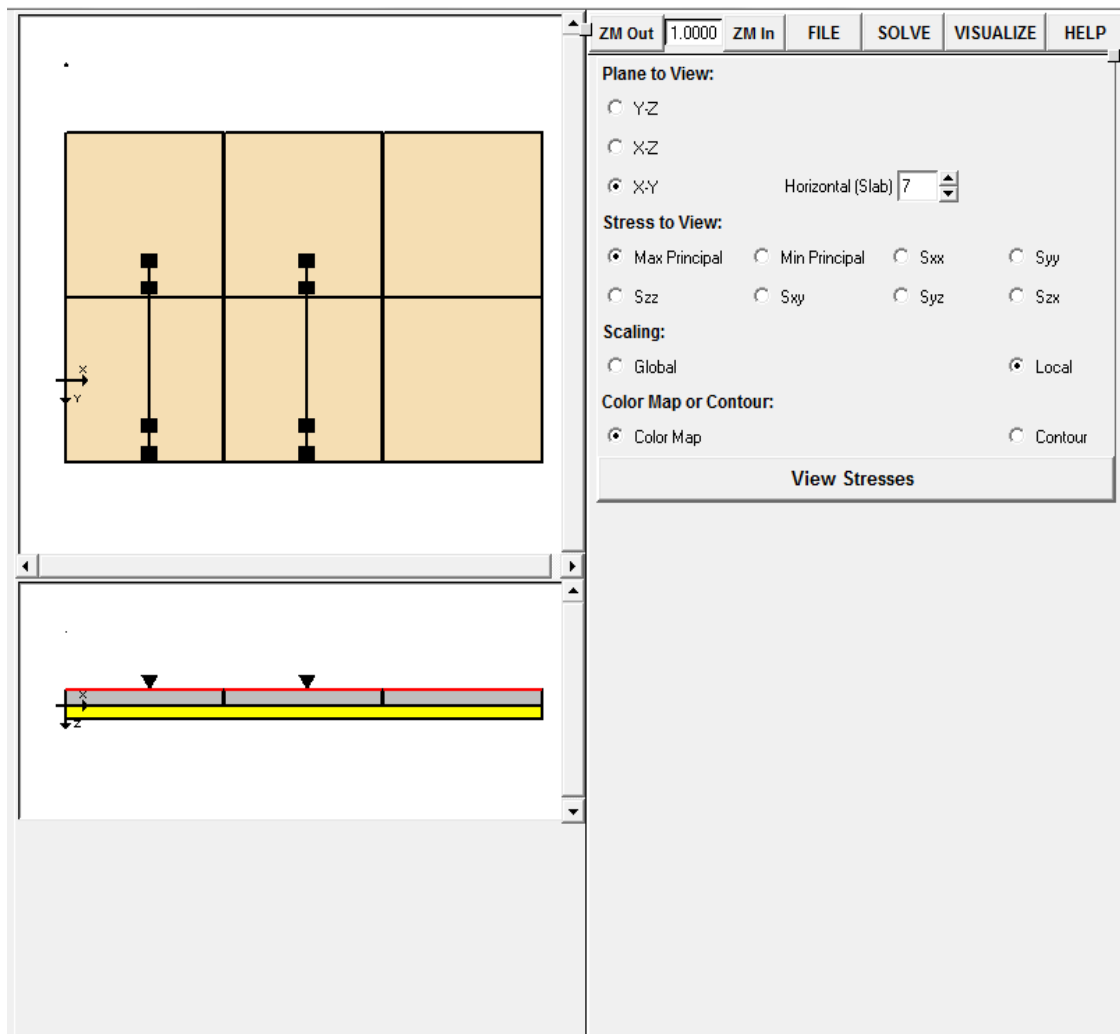 ZM Out 1.0000 ZM In FILE SOLVE VISUALIZE HELP
Plane to View:
Y-Z
X-Z
X-Y Horizontal (Slab) 7
Stress to View:
Max Principal Min Principal Sxx Syy
Szz Sxy Syz Szx
Scaling:
Global Local
Color Map or Contour:
Color Map Contour
View Stresses
X
Y
X
Z